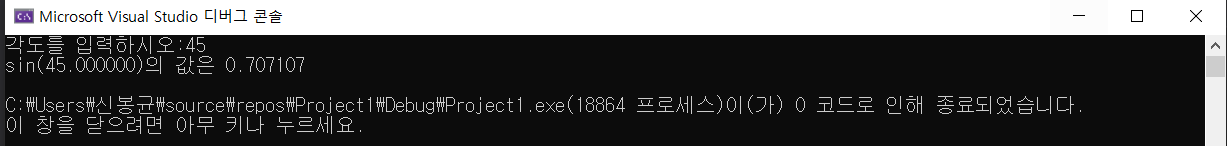 Microsoft Visual Studio 디버그 콘솔
각도를 입력하시오:45
sin(45.000000)의 값은 0.707107
C:₩Users₩신봉균₩source₩repos₩Project1₩Debug₩Project1.exe(18864 프로세스)이(가) 0 코드로 인해 종료되었습니다.
이 창을 닫으려면 아무 키나 누르세요.